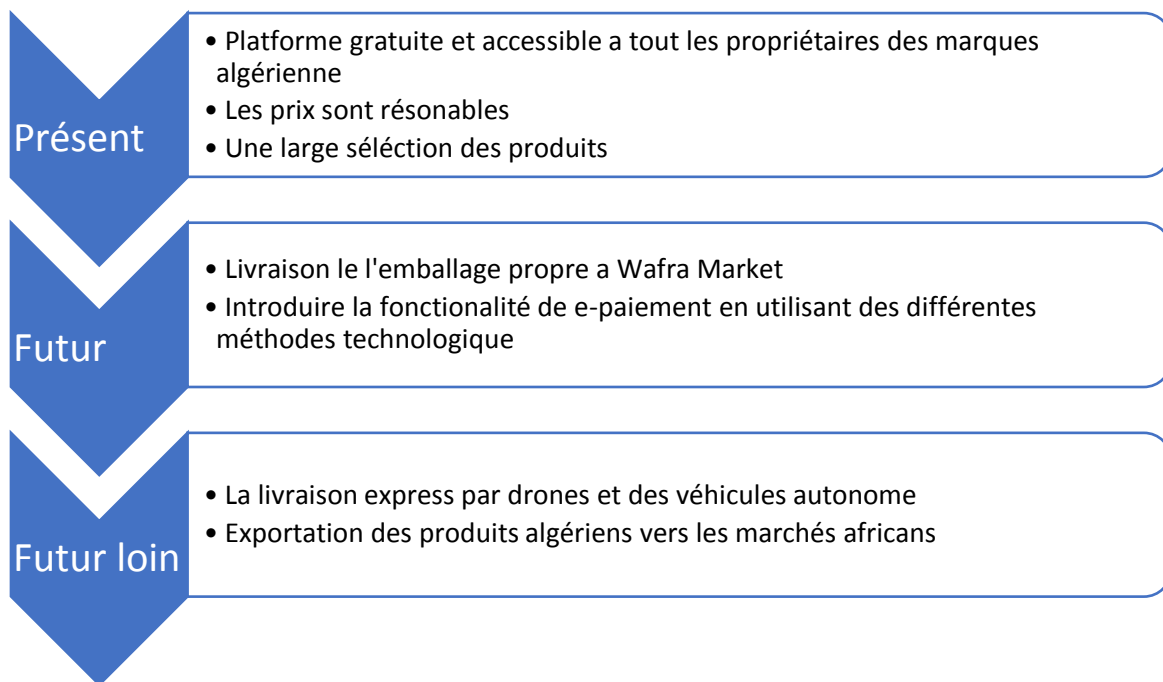 Présent
• Platforme gratuite et accessible a tout les propriétaires des marques
algérienne
• Les prix sont résonables
• Une large séléction des produits
Futur
• Livraison le l'emballage propre a Wafra Market
• Introduire la fonctionalité de e-paiement en utilisant des différentes
méthodes technologique
Futur loin
• La livraison express par drones et des véhicules autonome
• Exportation des produits algériens vers les marchés africans